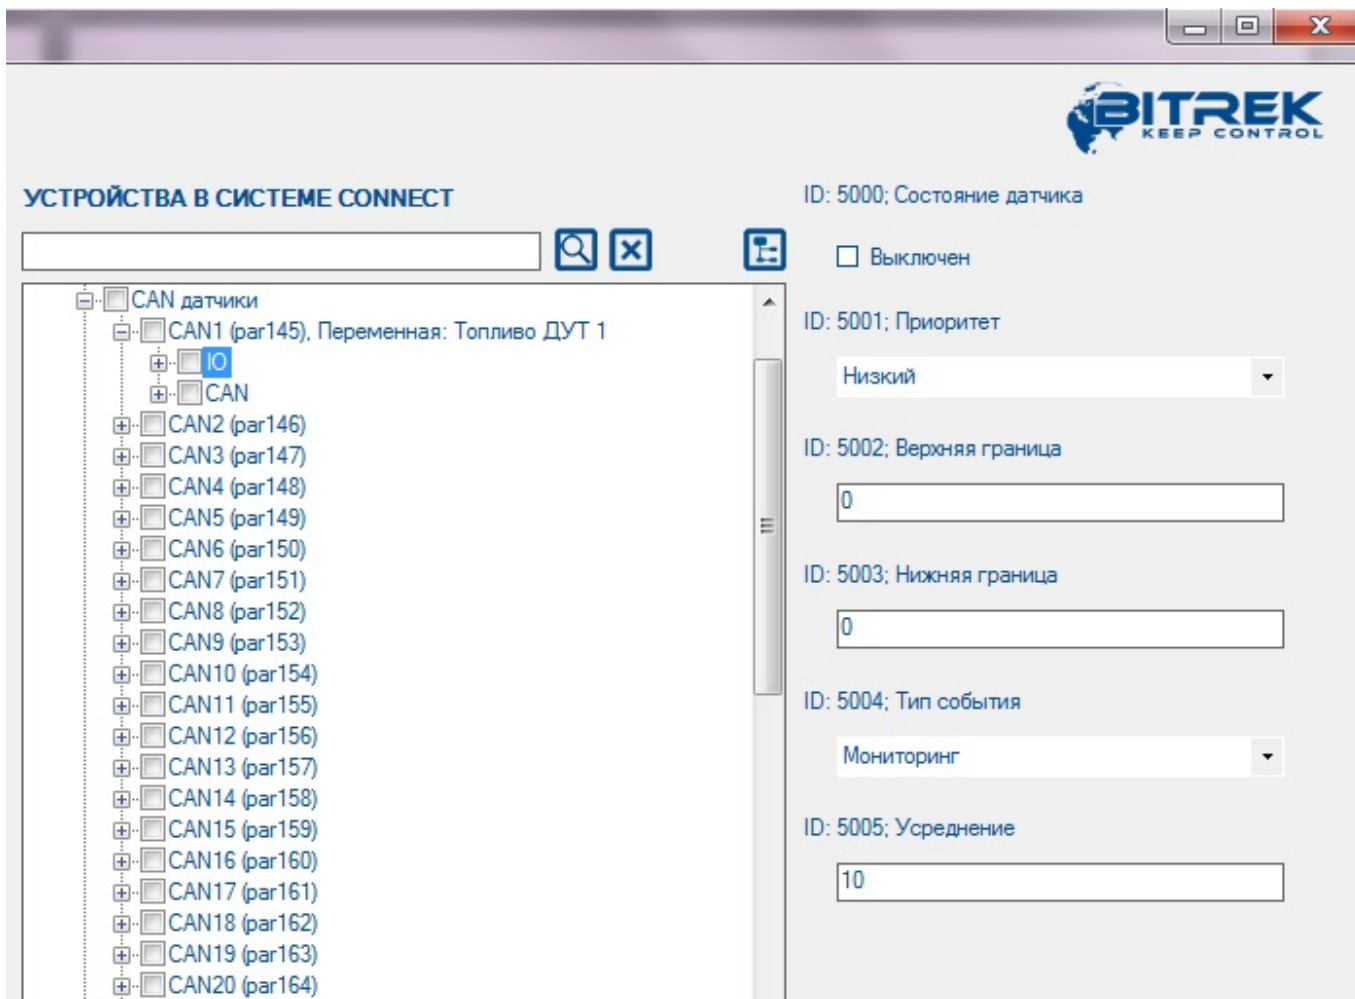 BITREK
KEEP CONTROL
УСТРОЙСТВА В СИСТЕМЕ CONNECT
CAN датчики
CAN1 (par145), Переменная: Топливо ДУТ 1
IO
CAN
CAN2 (par146)
CAN3 (par147)
CAN4 (par148)
CAN5 (par149)
CAN6 (par150)
CAN7 (par151)
CAN8 (par152)
CAN9 (par153)
CAN10 (par154)
CAN11 (par155)
CAN12 (par156)
CAN13 (par157)
CAN14 (par158)
CAN15 (par159)
CAN16 (par160)
CAN17 (par161)
CAN18 (par162)
CAN19 (par163)
CAN20 (par164)
ID: 5000; Состояние датчика
Выключен
ID: 5001; Приоритет
Низкий
ID: 5002; Верхняя граница
0
ID: 5003; Нижняя граница
0
ID: 5004; Тип события
Мониторинг
ID: 5005; Усреднение
10